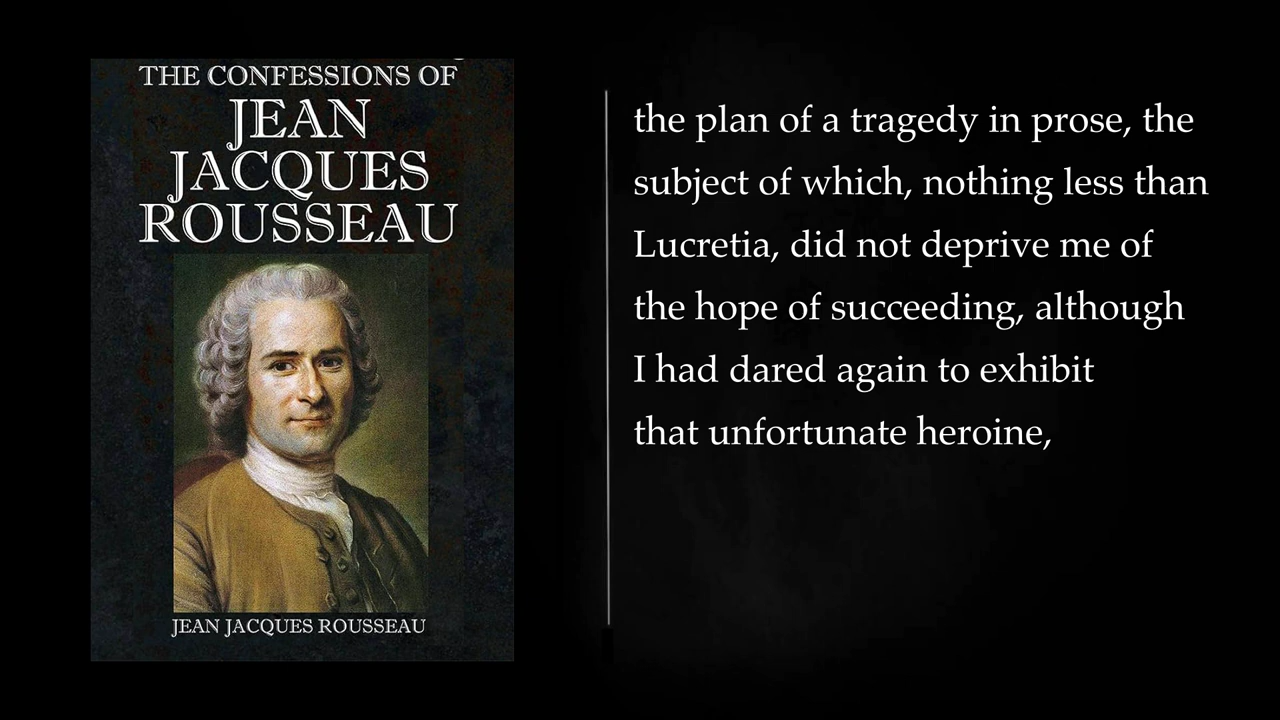 THE CONFESSIONS OF
JEAN
JACQUES
ROUSSEAU
JEAN JACQUES ROUSSEAU
the plan of a tragedy in prose, the
subject of which, nothing less than
Lucretia, did not deprive me of
the hope of succeeding, although
I had dared again to exhibit
that unfortunate heroine,